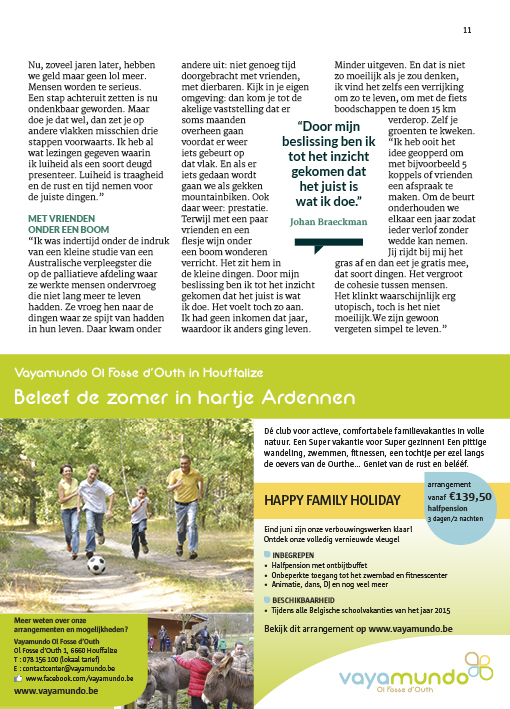 11
Nu, zoveel jaren later, hebben
we geld maar geen lol meer.
Mensen worden te serieus.
Een stap achteruit zetten is nu
ondenkbaar geworden. Maar
doe je dat wel, dan zet je op
andere vlakken misschien drie
stappen voorwaarts. Ik heb al
wat lezingen gegeven waarin
ik luiheid als een soort deugd
presenteer. Luiheid is traagheid
en de rust en tijd nemen voor
de juiste dingen.”
MET VRIENDEN
ONDER EEN BOOM
“Ik was indertijd onder de indruk
van een kleine studie van een
Australische verpleegster die
op de palliatieve afdeling waar
ze werkte mensen ondervroeg
die niet lang meer te leven
hadden. Ze vroeg hen naar de
dingen waar ze spijt van hadden
in hun leven. Daar kwam onder
andere uit: niet genoeg tijd
doorgebracht met vrienden,
met dierbaren. Kijk in je eigen
omgeving: dan kom je tot de
akelige vaststelling dat er
soms maanden
overheen gaan
voordat er weer
iets gebeurt op
dat vlak. En als er
iets gedaan wordt
gaan we als gekken
mountainbiken. Ook
daar weer: prestatie.
Terwijl met een paar
vrienden en een
flesje wijn onder
een boom wonderen
verricht. Het zit hem in
de kleine dingen. Door mijn
beslissing ben ik tot het inzicht
gekomen dat het juist is wat
ik doe. Het voelt toch zo aan.
Ik had geen inkomen dat jaar,
waardoor ik anders ging leven.
“Door mijn
beslissing ben ik
tot het inzicht
gekomen dat
het juist is
wat ik doe.”
Johan Braeckman
Minder uitgeven. En dat is niet
zo moeilijk als je zou denken,
ik vind het zelfs een verrijking
om zo te leven, om met de fiets
boodschappen te doen 15 km
verderop. Zelf je
groenten te kweken.
“Ik heb ooit het
idee geopperd om
met bijvoorbeeld 5
koppels of vrienden
een afspraak te
maken. Om de beurt
onderhouden we
elkaar een jaar zodat
ieder verlof zonder
wedde kan nemen.
Jij rijdt bij mij het
gras af en dan eet je gratis mee,
dat soort dingen. Het vergroot
de cohesie tussen mensen.
Het klinkt waarschijnlijk erg
utopisch, toch is het niet
moeilijk.We zijn gewoon
vergeten simpel te leven.”
Vayamundo Ol Fosse d’Outh in Houffalize
Beleef de zomer in hartje Ardennen
Dé club voor actieve, comfortabele familievakanties in volle
natuur. Een Super vakantie voor Super gezinnen! Een pittige
wandeling, zwemmen, fitnessen, een tochtje per ezel langs
de oevers van de Ourthe... Geniet van de rust en belééf.
arrangement
vanaf €139,50
halfpension
3 dagen/2 nachten
HAPPY FAMILY HOLIDAY
Eind juni zijn onze verbouwingswerken klaar!
Ontdek onze volledig vernieuwde vleugel
INBEGREPEN
• Halfpension met ontbijtbuffet
• Onbeperkte toegang tot het zwembad en fitnesscenter
• Animatie, dans, DJ en nog veel meer
BESCHIKBAARHEID
• Tijdens alle Belgische schoolvakanties van het jaar 2015
Bekijk dit arrangement op www.vayamundo.be
Meer weten over onze
arrangementen en mogelijkheden?
Vayamundo Ol Fosse d’Outh
Ol Fosse d’Outh 1, 6660 Houffalize
T : 078 156 100 (lokaal tarief)
E : contactcenter@vayamundo.be
www.facebook.com/vayamundo.be
www.vayamundo.be
vayamundo
Ol Fosse d’Outh